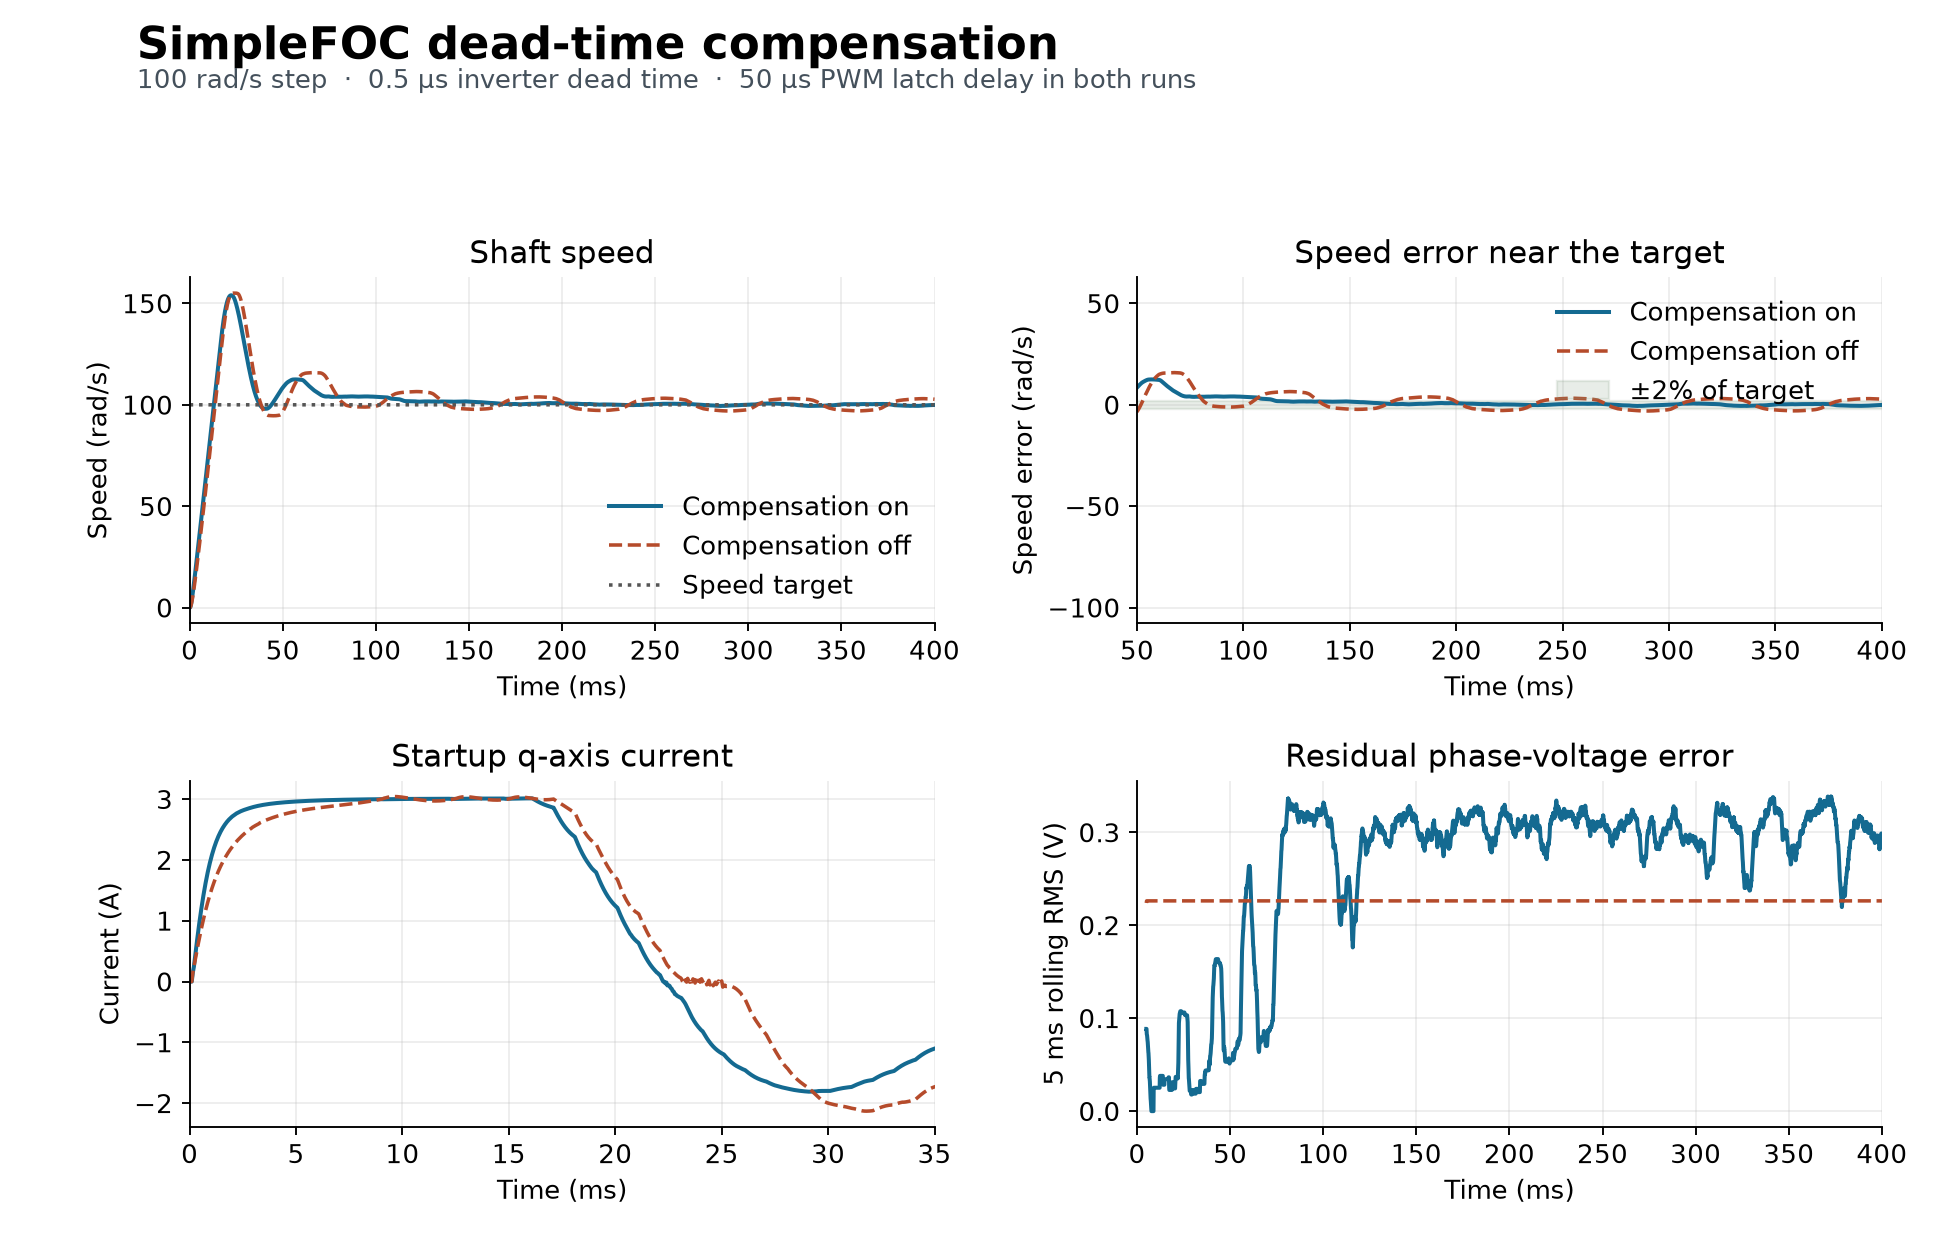 SimpleFOC dead-time compensation
100 rad/s step · 0.5 µs inverter dead time · 50 µs PWM latch delay in both runs
Shaft speed
Speed (rad/s)
150
100
50
0
Compensation on
Compensation off
Speed target
0 50 100 150 200 250 300 350 400
Time (ms)
Speed error near the target
Speed error (rad/s)
50
0
−50
−100
Compensation on
Compensation off
±2% of target
50 100 150 200 250 300 350 400
Time (ms)
Startup q-axis current
Current (A)
3
2
1
0
−1
−2
0 5 10 15 20 25 30 35
Time (ms)
Residual phase-voltage error
5 ms rolling RMS (V)
0.3
0.2
0.1
0.0
0 50 100 150 200 250 300 350 400
Time (ms)